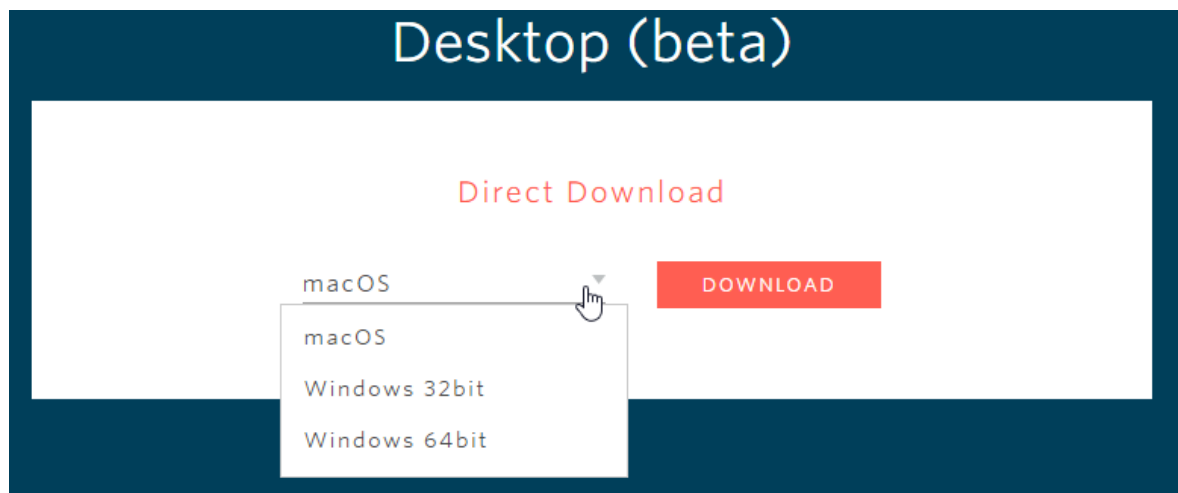 Desktop (beta)
Direct Download
macOS
DOWNLOAD
macOS
Windows 32bit
Windows 64bit